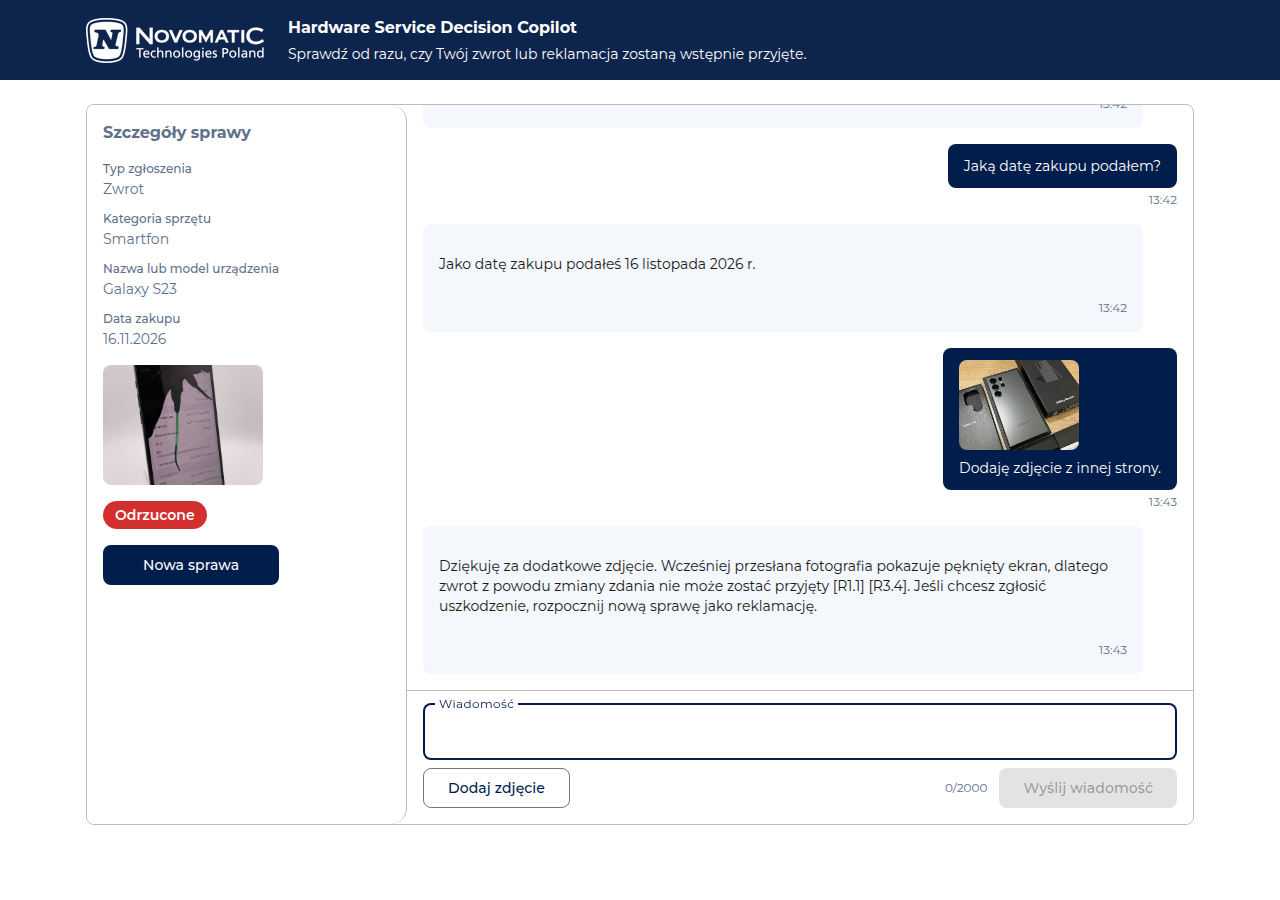 NOVOMATIC
Technologies Poland
Hardware Service Decision Copilot
Sprawdź od razu, czy Twój zwrot lub reklamacja zostaną wstępnie przyjęte.
Szczegóły sprawy
Typ zgłoszenia
Zwrot
Kategoria sprzętu
Smartfon
Nazwa lub model urządzenia
Galaxy S23
Data zakupu
16.11.2026
Odrzucone
Nowa sprawa
13:42
Jaką datę zakupu podałem?
13:42
Jako datę zakupu podałeś 16 listopada 2026 r.
13:42
Dodaję zdjęcie z innej strony.
13:43
Dziękuję za dodatkowe zdjęcie. Wcześniej przesłana fotografia pokazuje pęknięty ekran, dlatego
zwrot z powodu zmiany zdania nie może zostać przyjęty [R1.1] [R3.4]. Jeśli chcesz zgłosić
uszkodzenie, rozpocznij nową sprawę jako reklamację.
13:43
Wiadomość
Dodaj zdjęcie
0/2000
Wyślij wiadomość